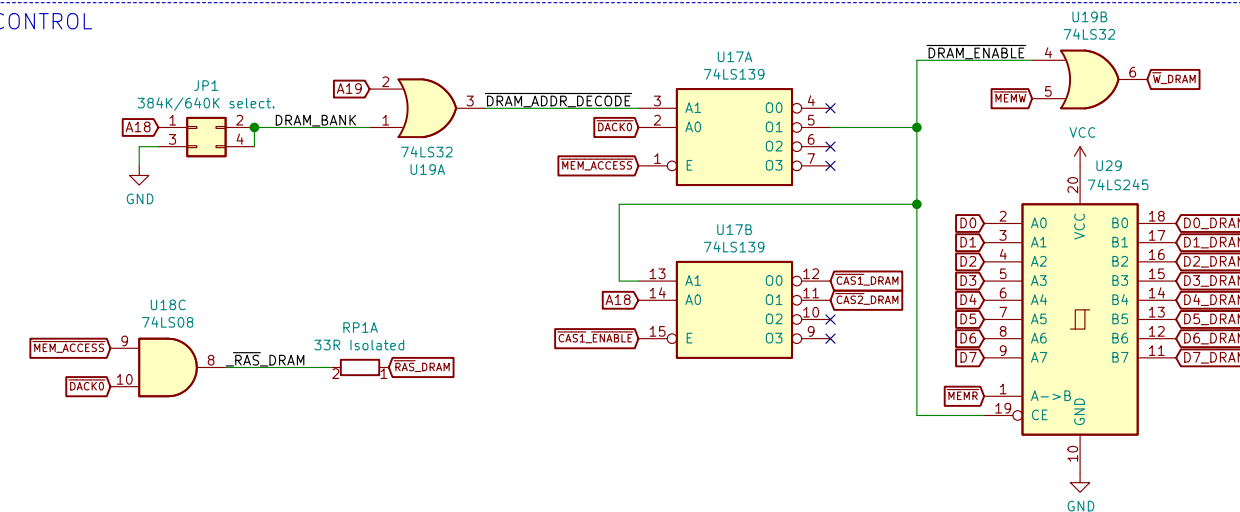 CONTROL
JP1
384K/640K select.
A18
1
2
3
4
GND
DRAM_BANK
A19
2
1
3
74LS32
U19A
DRAM_ADDR_DECODE
U17A
74LS139
DACK0
MEM_ACCESS
3
2
1
A1
A0
E
O0
O1
O2
O3
4
5
6
7
U17B
74LS139
A18
CAS1_ENABLE
13
14
15
A1
A0
E
O0
O1
O2
O3
12
11
10
9
CAS1_DRAM
CAS2_DRAM
U18C
74LS08
MEM_ACCESS
DACK0
9
10
8
_RAS_DRAM
RP1A
33R Isolated
2
1
RAS_DRAM
U19B
74LS32
DRAM_ENABLE
4
MEMW
5
6
W_DRAM
VCC
U29
74LS245
20
VCC
D0 2 A0 B0 18 D0_DRAM
D1 3 A1 B1 17 D1_DRAM
D2 4 A2 B2 16 D2_DRAM
D3 5 A3 B3 15 D3_DRAM
D4 6 A4 B4 14 D4_DRAM
D5 7 A5 B5 13 D5_DRAM
D6 8 A6 B6 12 D6_DRAM
D7 9 A7 B7 11 D7_DRAM
MEMR 1 A->B
19 CE
GND
10
GND